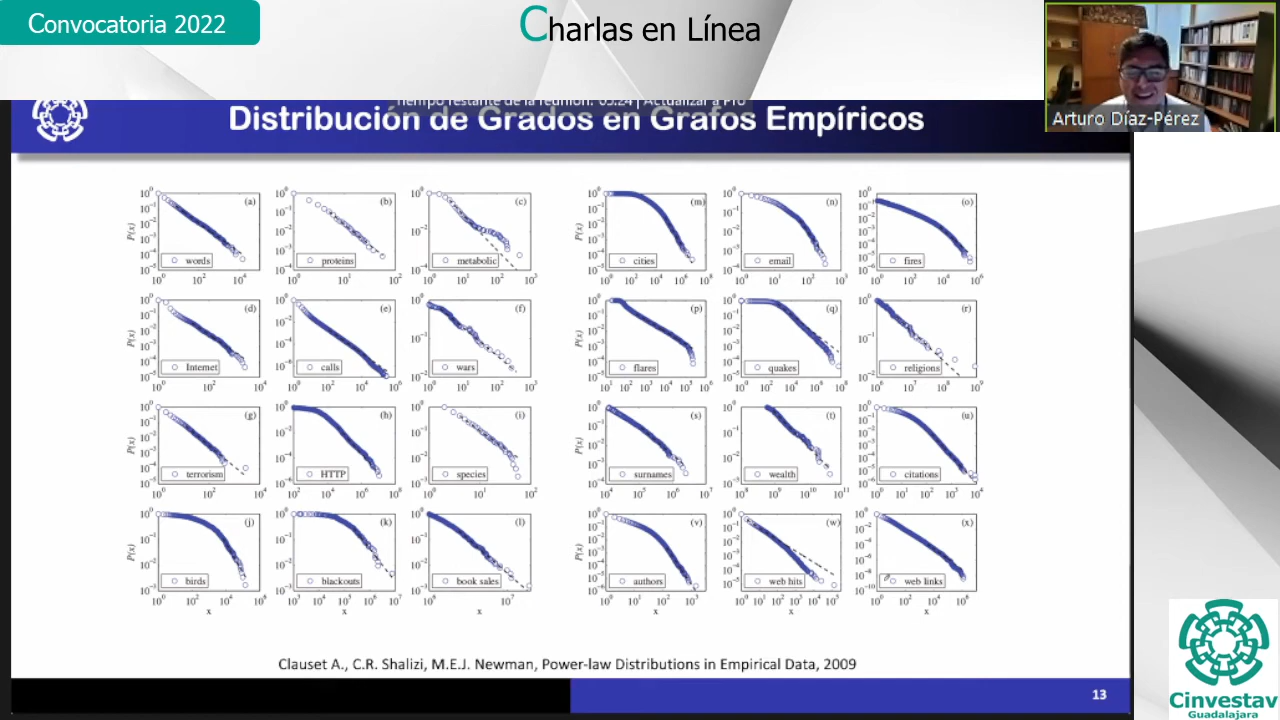 Convocatoria 2022
Charlas en Línea
Arturo Díaz-Pérez
Tiempo restante de la reunión: 05:24 | Actualizar a Pro
Distribución de Grados en Grafos Empíricos
(a) words
(b) proteins
(c) metabolic
(m) cities
(n) email
(o) fires
(d) Internet
(e) calls
(f) wars
(p) flares
(q) quakes
(r) religions
(g) terrorism
(h) HTTP
(i) species
(s) surnames
(t) wealth
(u) citations
(j) birds
(k) blackouts
(l) book sales
(v) authors
(w) web hits
(x) web links
P(x)
x
Clauset A., C.R. Shalizi, M.E.J. Newman, Power-law Distributions in Empirical Data, 2009
13
Cinvestav
Guadalajara